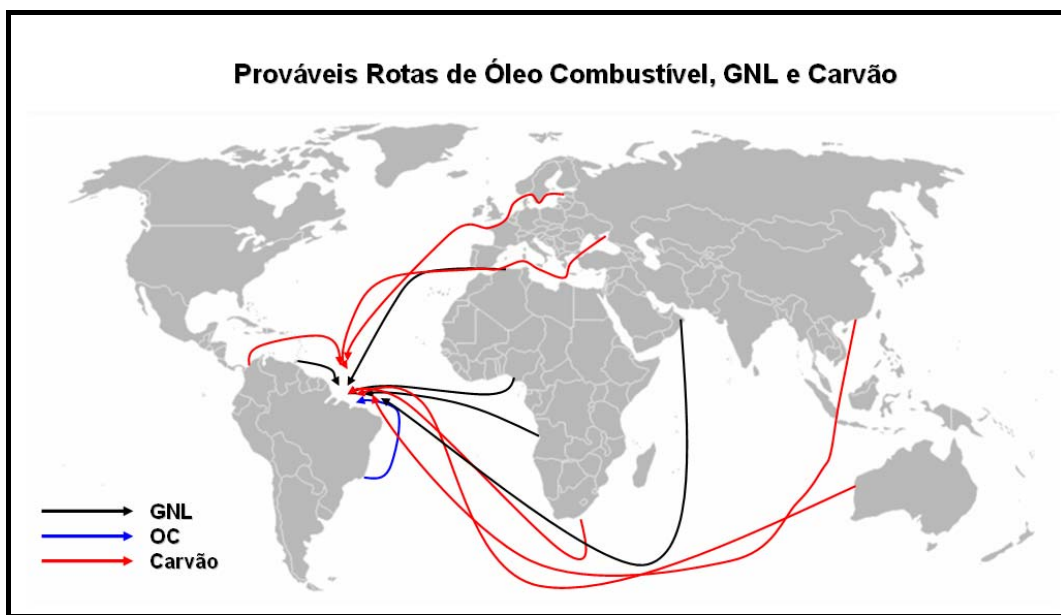 Prováveis Rotas de Óleo Combustível, GNL e Carvão
GNL
OC
Carvão